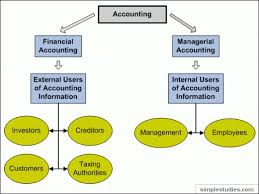 Accounting
Financial
Accounting
Managerial
Accounting
External Users
of Accounting
Information
Internal Users
of Accounting
Information
Investors
Creditors
Management
Employees
Customers
Taxing
Authorities
simplestudies.com